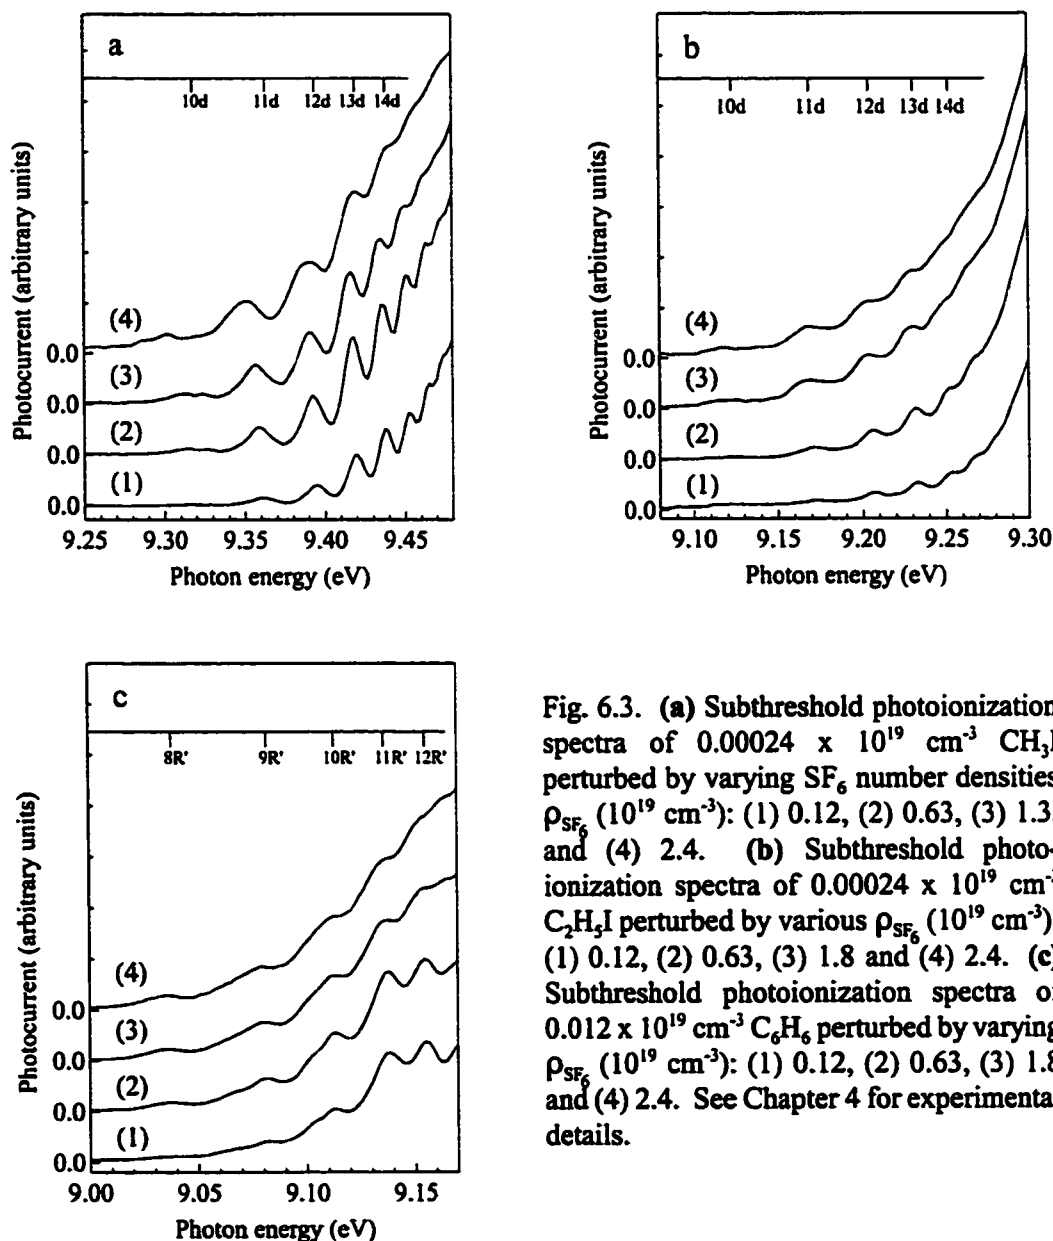 a
10d 11d 12d 13d 14d
Photocurrent (arbitrary units)
(4)
0.0
(3)
0.0
(2)
0.0
(1)
0.0
9.25 9.30 9.35 9.40 9.45
Photon energy (eV)
b
10d 11d 12d 13d 14d
Photocurrent (arbitrary units)
(4)
0.0
(3)
0.0
(2)
0.0
(1)
0.0
9.10 9.15 9.20 9.25 9.30
Photon energy (eV)
c
8R' 9R' 10R' 11R' 12R'
Photocurrent (arbitrary units)
(4)
0.0
(3)
0.0
(2)
0.0
(1)
0.0
9.00 9.05 9.10 9.15
Photon energy (eV)
Fig. 6.3. (a) Subthreshold photoionization
spectra of 0.00024 x 10¹⁹ cm⁻³ CH₃I
perturbed by varying SF₆ number densities
ρSF₆ (10¹⁹ cm⁻³): (1) 0.12, (2) 0.63, (3) 1.3,
and (4) 2.4. (b) Subthreshold photo-
ionization spectra of 0.00024 x 10¹⁹ cm⁻³
C₂H₅I perturbed by various ρSF₆ (10¹⁹ cm⁻³)
(1) 0.12, (2) 0.63, (3) 1.8 and (4) 2.4. (c)
Subthreshold photoionization spectra of
0.012 x 10¹⁹ cm⁻³ C₆H₆ perturbed by varying
ρSF₆ (10¹⁹ cm⁻³): (1) 0.12, (2) 0.63, (3) 1.8
and (4) 2.4. See Chapter 4 for experimental
details.